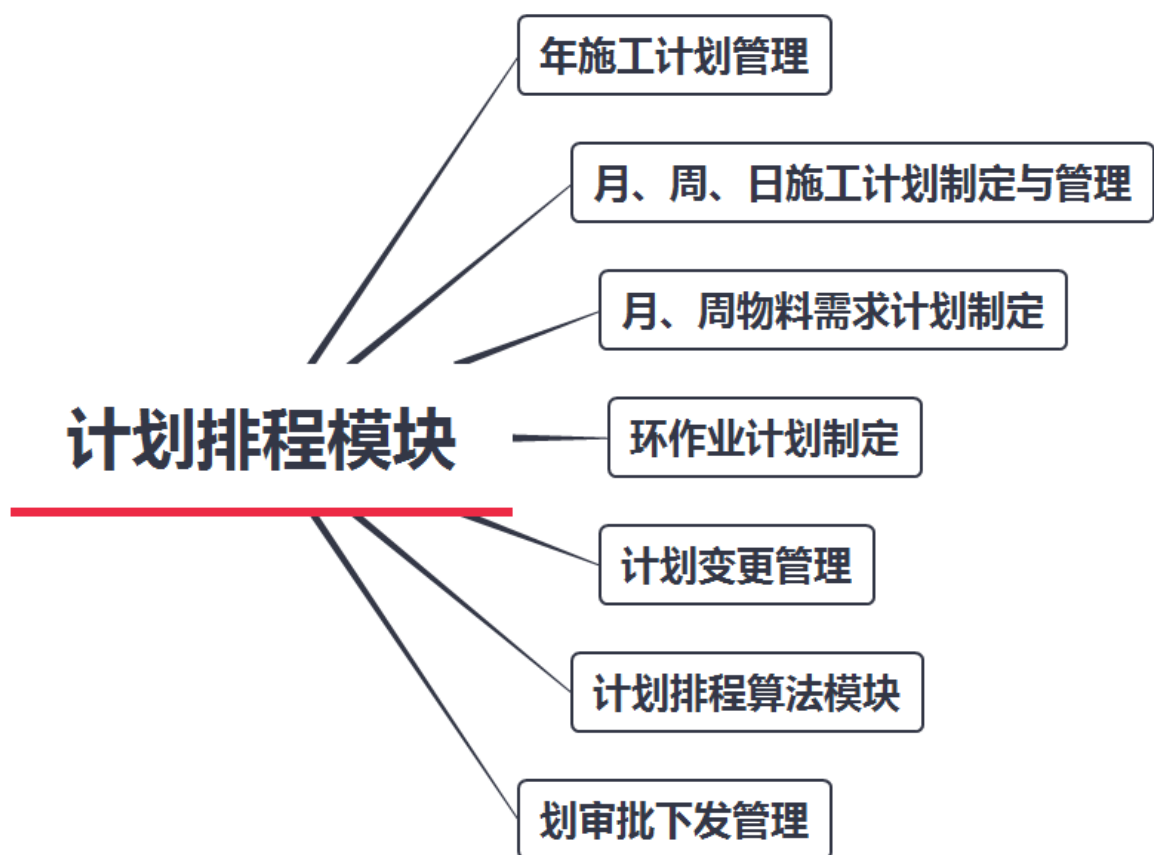 年施工计划管理
月、周、日施工计划制定与管理
月、周物料需求计划制定
计划排程模块
环作业计划制定
计划变更管理
计划排程算法模块
划审批下发管理